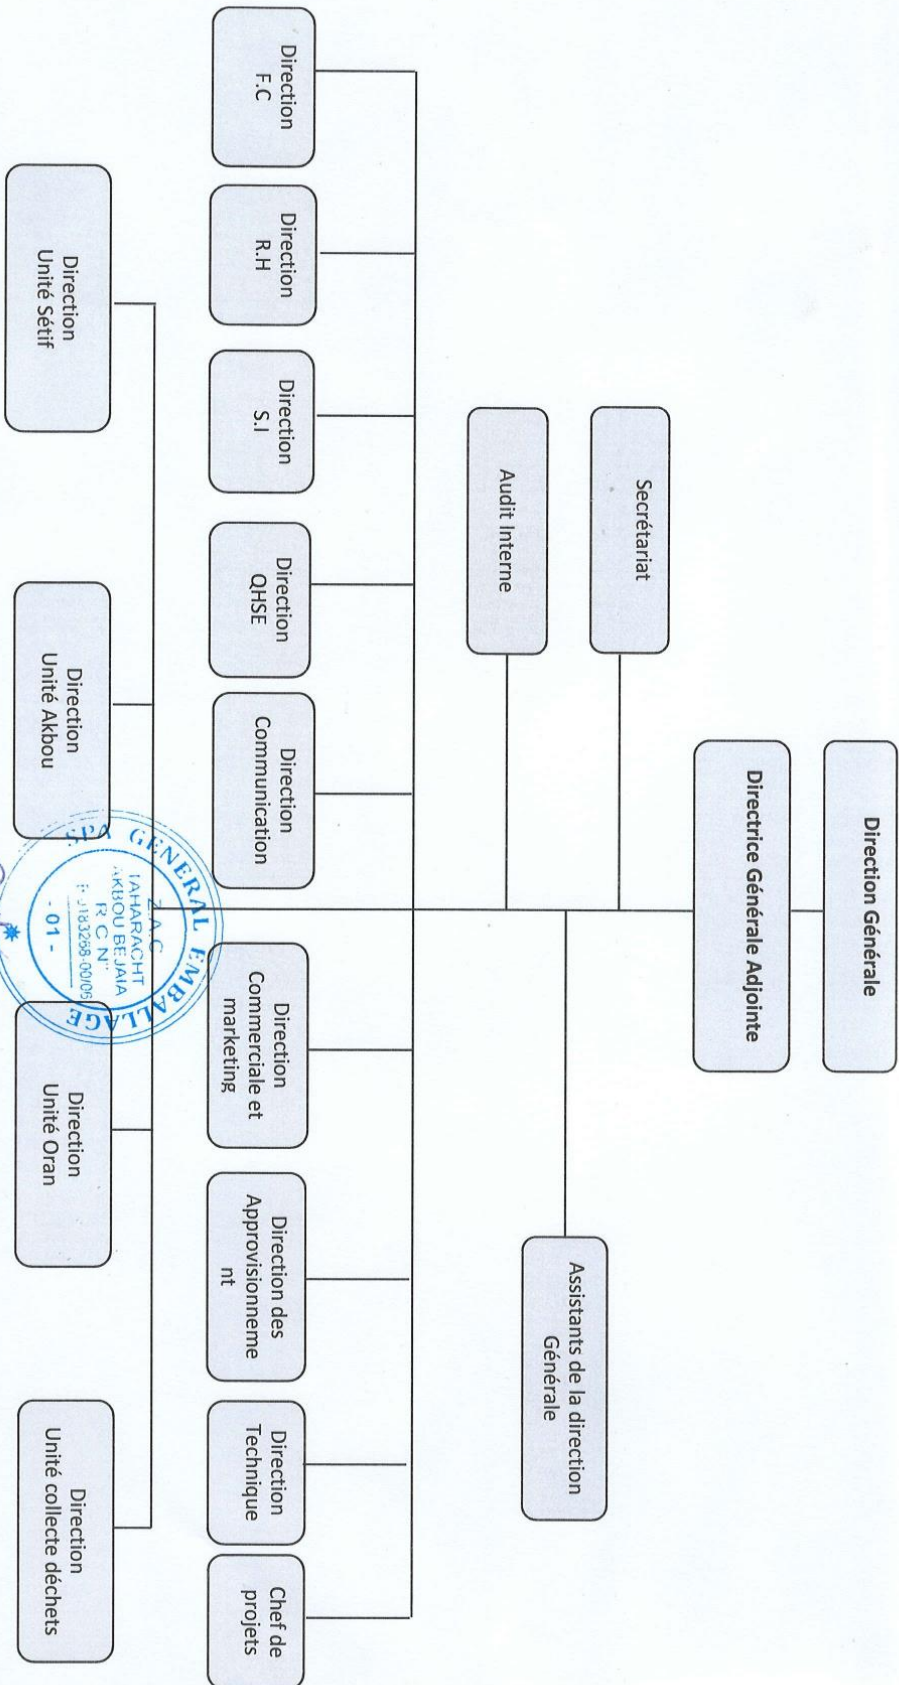 Direction Générale
Directrice Générale Adjointe
Secrétariat
Assistants de la direction
Générale
Audit Interne
Direction
F.C
Direction
R.H
Direction
S.I
Direction
QHSE
Direction
Communication
Direction
Commerciale et
marketing
Direction des
Approvisionneme
nt
Direction
Technique
Chef de
projets
Direction
Unité Sétif
Direction
Unité Akbou
Direction
Unité Oran
Direction
Unité collecte déchets
GENERAL EMBALLAGE
Z.A.C
TAHARACHT
AKBOU BEJAIA
R C N°
- 01 -